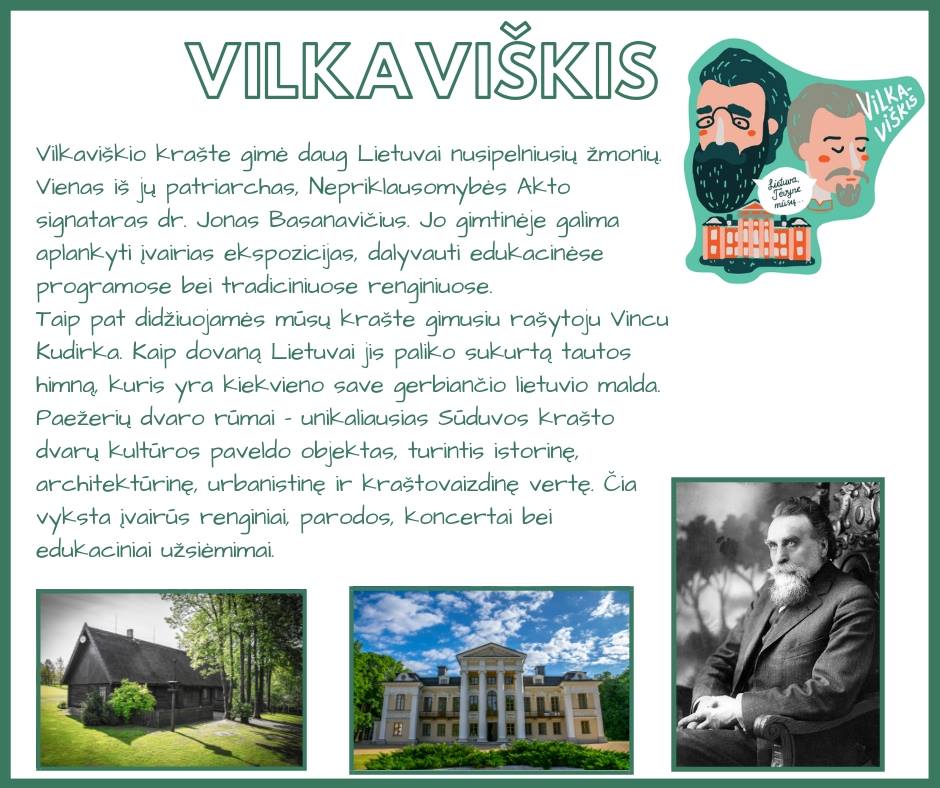 VILKAVIŠKIS
VILKA-
VIŠKIS
Lietuva,
Tėvyne
mūsų...
Vilkaviškio krašte gimė daug Lietuvai nusipelniusių žmonių.
Vienas iš jų patriarchas, Nepriklausomybės Akto
signataras dr. Jonas Basanavičius. Jo gimtinėje galima
aplankyti įvairias ekspozicijas, dalyvauti edukacinėse
programose bei tradiciniuose renginiuose.
Taip pat didžiuojamės mūsų krašte gimusiu rašytoju Vincu
Kudirka. Kaip dovaną Lietuvai jis paliko sukurtą tautos
himną, kuris yra kiekvieno save gerbiančio lietuvio malda.
Paežerių dvaro rūmai - unikaliausias Sūduvos krašto
dvarų kultūros paveldo objektas, turintis istorinę,
architektūrinę, urbanistinę ir kraštovaizdinę vertę. Čia
vyksta įvairūs renginiai, parodos, koncertai bei
edukaciniai užsiėmimai.